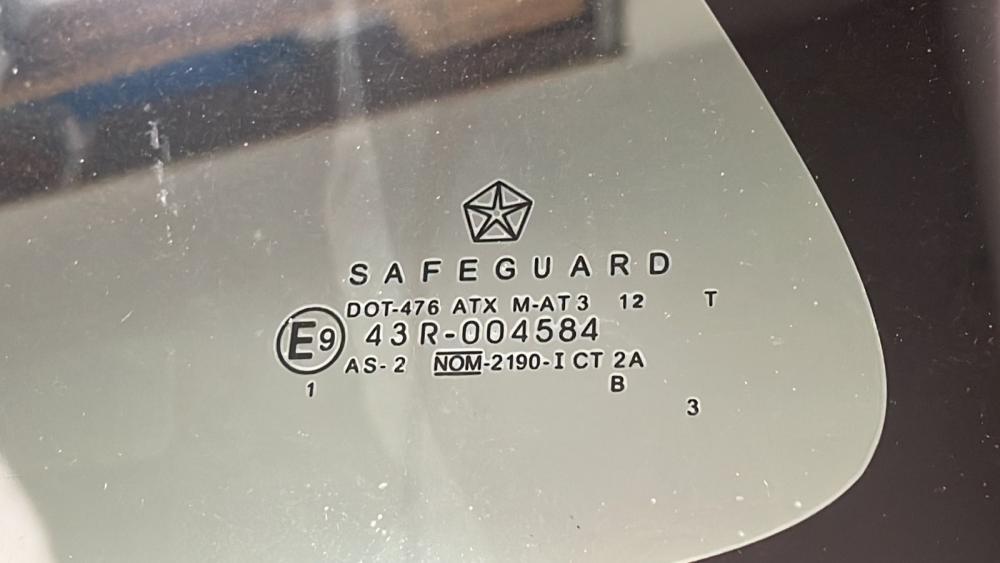 SAFEGUARD
DOT-476 ATX M-AT3 12 T
E9 43R-004584
AS-2 NOM-2190-I CT 2A
1 B
3